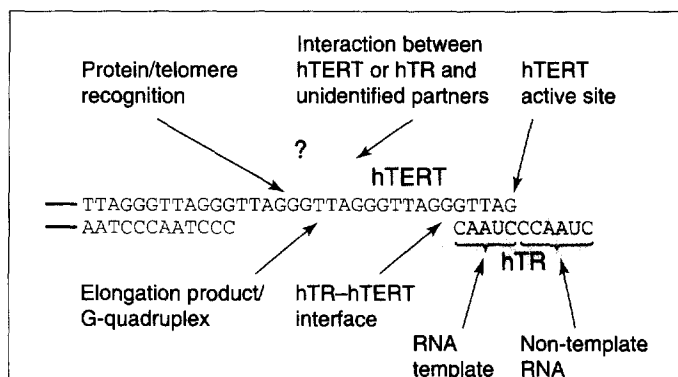 Interaction between
hTERT or hTR and
unidentified partners
Protein/telomere
recognition
hTERT
active site
?
hTERT
TTAGGGTTAGGGTTAGGGTTAGGGTTAGGGTTAG
AATCCCAATCCC
CAAUCCCAAUC
hTR
Elongation product/
G-quadruplex
hTR–hTERT
interface
RNA
template
Non-template
RNA